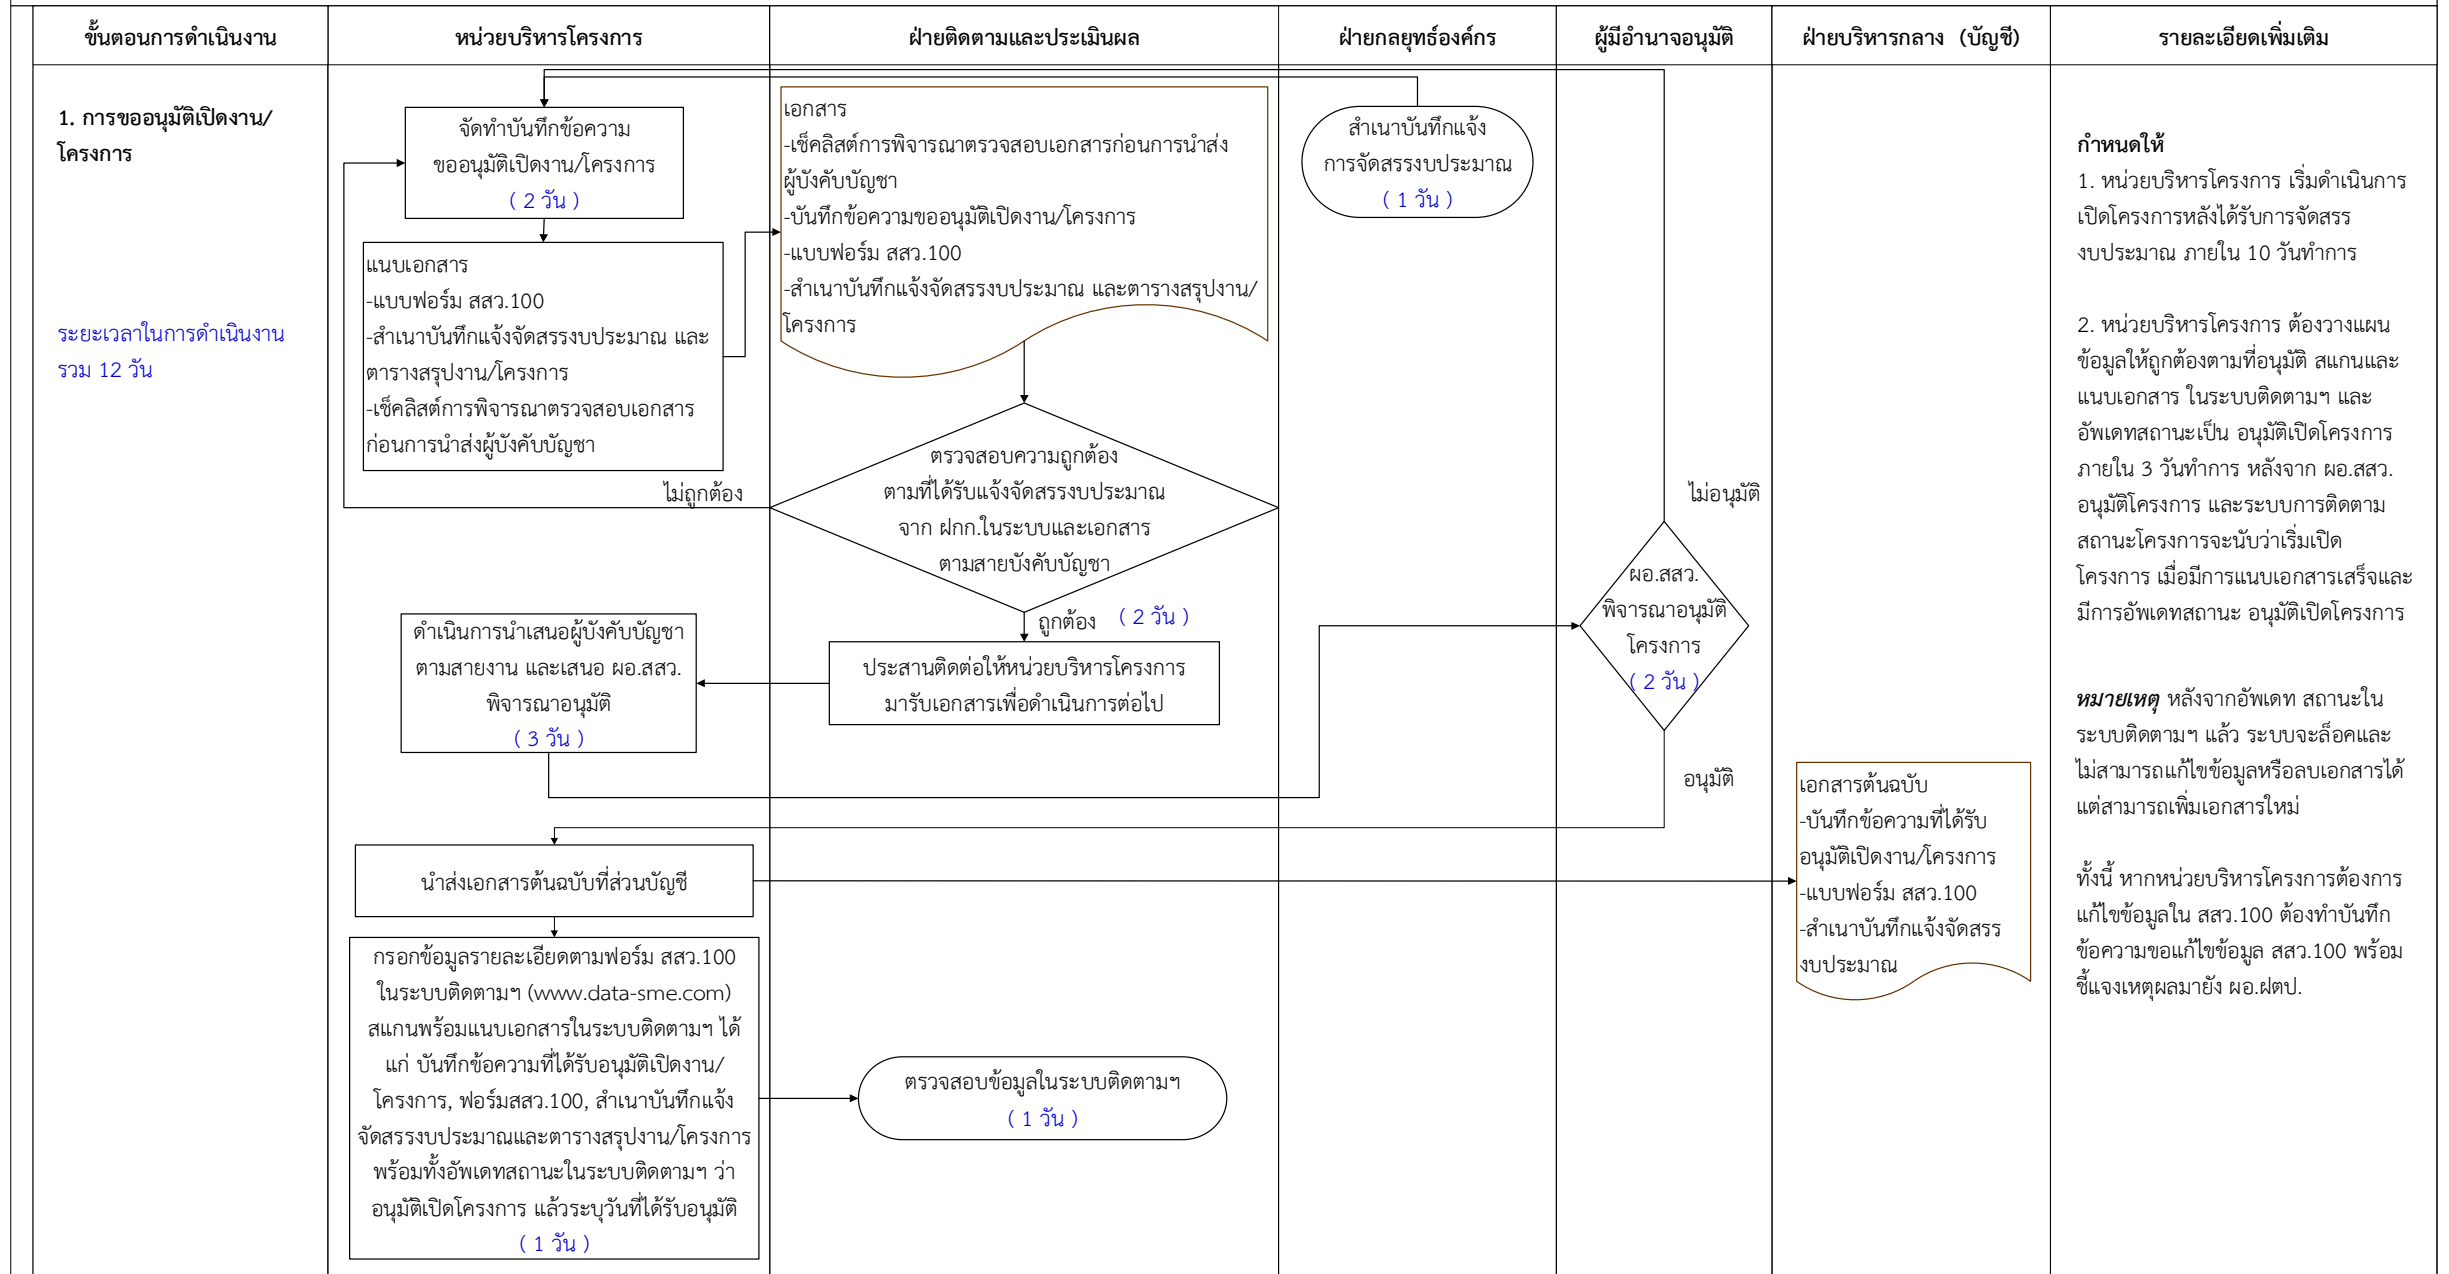 ขั้นตอนการดำเนินงาน
หน่วยบริหารโครงการ
ฝ่ายติดตามและประเมินผล
ฝ่ายกลยุทธ์องค์กร
ผู้มีอำนาจอนุมัติ
ฝ่ายบริหารกลาง (บัญชี)
รายละเอียดเพิ่มเติม
1. การขออนุมัติเปิดงาน/
โครงการ
ระยะเวลาในการดำเนินงาน
รวม 12 วัน
จัดทำบันทึกข้อความ
ขออนุมัติเปิดงาน/โครงการ
( 2 วัน )
แนบเอกสาร
-แบบฟอร์ม สสว.100
-สำเนาบันทึกแจ้งจัดสรรงบประมาณ และ
ตารางสรุปงาน/โครงการ
-เช็คลิสต์การพิจารณาตรวจสอบเอกสาร
ก่อนการนำส่งผู้บังคับบัญชา
ไม่ถูกต้อง
ดำเนินการนำเสนอผู้บังคับบัญชา
ตามสายงาน และเสนอ ผอ.สสว.
พิจารณาอนุมัติ
( 3 วัน )
นำส่งเอกสารต้นฉบับที่ส่วนบัญชี
กรอกข้อมูลรายละเอียดตามฟอร์ม สสว.100
ในระบบติดตามฯ (www.data-sme.com)
สแกนพร้อมแนบเอกสารในระบบติดตามฯ ได้
แก่ บันทึกข้อความที่ได้รับอนุมัติเปิดงาน/
โครงการ, ฟอร์มสสว.100, สำเนาบันทึกแจ้ง
จัดสรรงบประมาณและตารางสรุปงาน/โครงการ
พร้อมทั้งอัพเดทสถานะในระบบติดตามฯ ว่า
อนุมัติเปิดโครงการ แล้วระบุวันที่ได้รับอนุมัติ
( 1 วัน )
เอกสาร
-เช็คลิสต์การพิจารณาตรวจสอบเอกสารก่อนการนำส่ง
ผู้บังคับบัญชา
-บันทึกข้อความขออนุมัติเปิดงาน/โครงการ
-แบบฟอร์ม สสว.100
-สำเนาบันทึกแจ้งจัดสรรงบประมาณ และตารางสรุปงาน/
โครงการ
ตรวจสอบความถูกต้อง
ตามที่ได้รับแจ้งจัดสรรงบประมาณ
จาก ฝกก.ในระบบและเอกสาร
ตามสายบังคับบัญชา
ถูกต้อง
( 2 วัน )
ประสานติดต่อให้หน่วยบริหารโครงการ
มารับเอกสารเพื่อดำเนินการต่อไป
ตรวจสอบข้อมูลในระบบติดตามฯ
( 1 วัน )
สำเนาบันทึกแจ้ง
การจัดสรรงบประมาณ
( 1 วัน )
ไม่อนุมัติ
ผอ.สสว.
พิจารณาอนุมัติ
โครงการ
( 2 วัน )
อนุมัติ
เอกสารต้นฉบับ
-บันทึกข้อความที่ได้รับ
อนุมัติเปิดงาน/โครงการ
-แบบฟอร์ม สสว.100
-สำเนาบันทึกแจ้งจัดสรร
งบประมาณ
กำหนดให้
1. หน่วยบริหารโครงการ เริ่มดำเนินการ
เปิดโครงการหลังได้รับการจัดสรร
งบประมาณ ภายใน 10 วันทำการ
2. หน่วยบริหารโครงการ ต้องวางแผน
ข้อมูลให้ถูกต้องตามที่อนุมัติ สแกนและ
แนบเอกสาร ในระบบติดตามฯ และ
อัพเดทสถานะเป็น อนุมัติเปิดโครงการ
ภายใน 3 วันทำการ หลังจาก ผอ.สสว.
อนุมัติโครงการ และระบบการติดตาม
สถานะโครงการจะนับว่าเริ่มเปิด
โครงการ เมื่อมีการแนบเอกสารเสร็จและ
มีการอัพเดทสถานะ อนุมัติเปิดโครงการ
หมายเหตุ หลังจากอัพเดท สถานะใน
ระบบติดตามฯ แล้ว ระบบจะล็อคและ
ไม่สามารถแก้ไขข้อมูลหรือลบเอกสารได้
แต่สามารถเพิ่มเอกสารใหม่
ทั้งนี้ หากหน่วยบริหารโครงการต้องการ
แก้ไขข้อมูลใน สสว.100 ต้องทำบันทึก
ข้อความขอแก้ไขข้อมูล สสว.100 พร้อม
ชี้แจงเหตุผลมายัง ผอ.ฝตป.